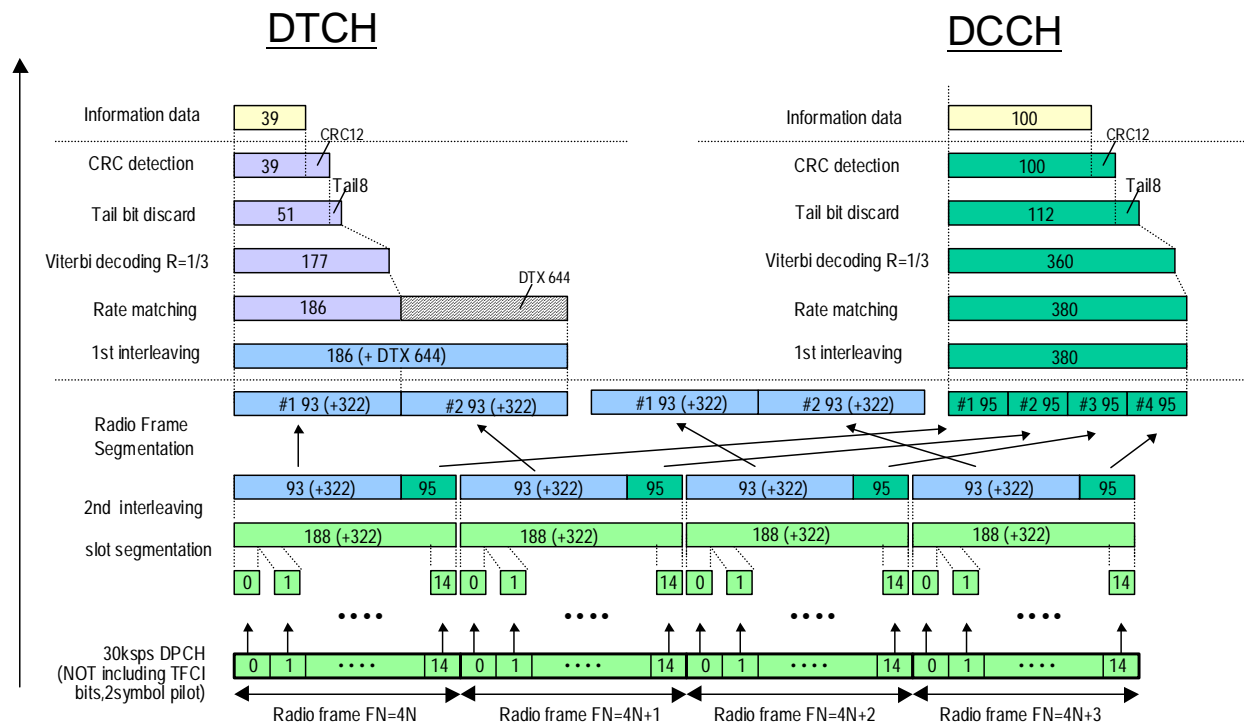 DTCH DCCH
Information data 39 Information data 100
CRC12 CRC12
CRC detection 39 CRC detection 100
Tail8 Tail8
Tail bit discard 51 Tail bit discard 112
Viterbi decoding R=1/3 177 Viterbi decoding R=1/3 360
DTX 644
Rate matching 186 Rate matching 380
1st interleaving 186 (+ DTX 644) 1st interleaving 380
#1 93 (+322) #2 93 (+322) #1 93 (+322) #2 93 (+322) #1 95 #2 95 #3 95 #4 95
Radio Frame
Segmentation
93 (+322) 95 93 (+322) 95 93 (+322) 95 93 (+322) 95
2nd interleaving
188 (+322) 188 (+322) 188 (+322) 188 (+322)
slot segmentation
0 1 14 0 1 14 0 1 14 0 1 14
•••• •••• •••• ••••
30ksps DPCH
(NOT including TFCI
bits,2symbol pilot)
0 1 •••• 14 0 1 •••• 14 0 1 •••• 14 0 1 •••• 14
Radio frame FN=4N Radio frame FN=4N+1 Radio frame FN=4N+2 Radio frame FN=4N+3